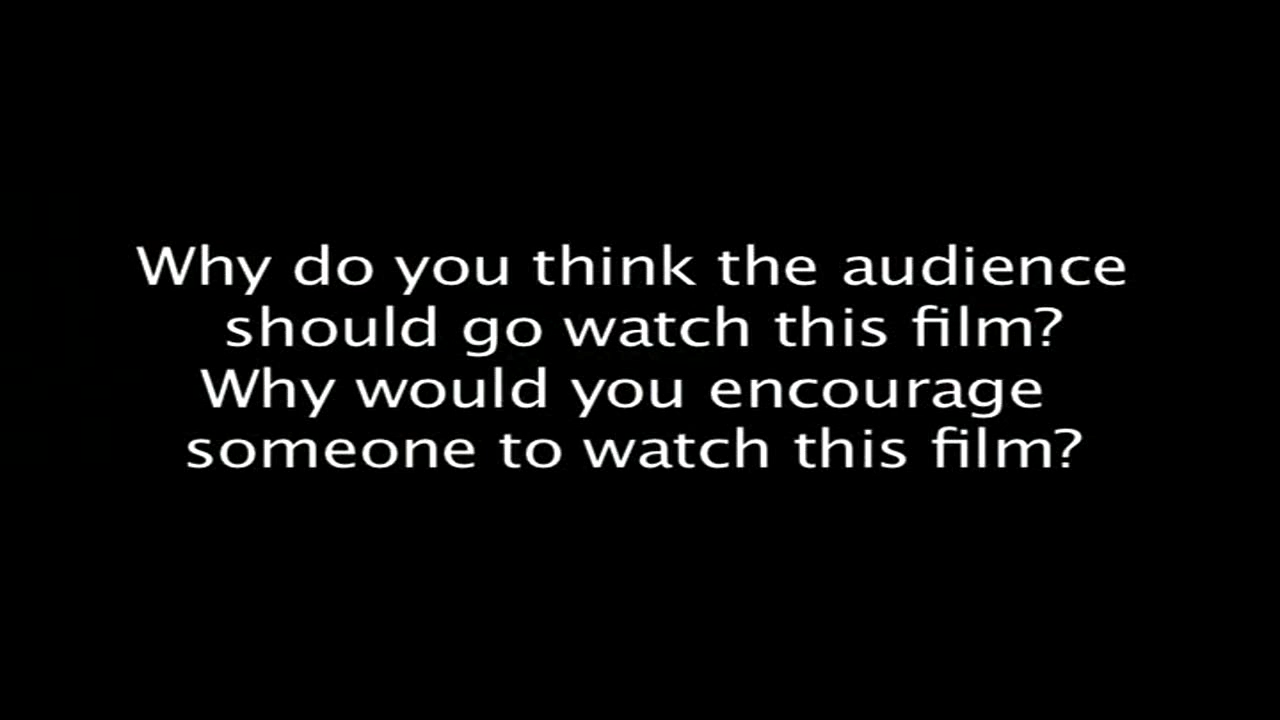 Why do you think the audience
should go watch this film?
Why would you encourage
someone to watch this film?